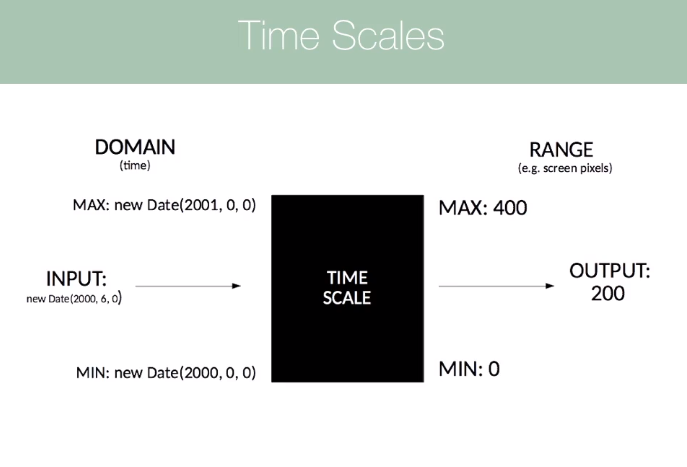 Time Scales
DOMAIN
(time)
RANGE
(e.g. screen pixels)
MAX: new Date(2001, 0, 0)
MAX: 400
INPUT:
new Date(2000, 6, 0)
TIME
SCALE
OUTPUT:
200
MIN: new Date(2000, 0, 0)
MIN: 0